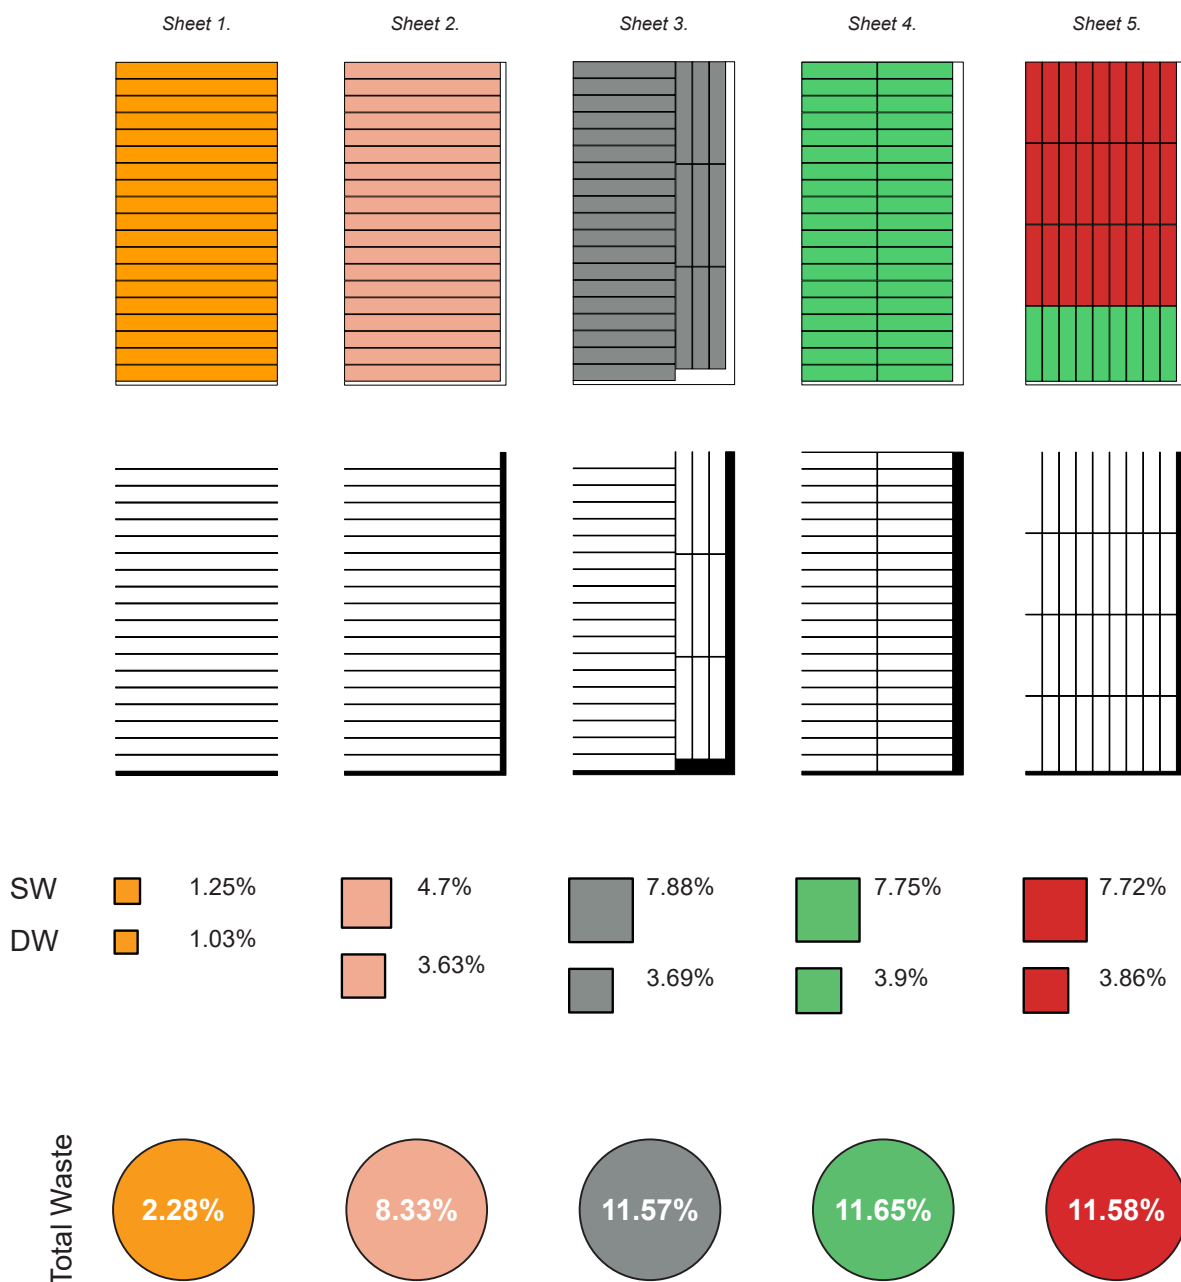 Sheet 1. Sheet 2. Sheet 3. Sheet 4. Sheet 5.
SW 1.25% 4.7% 7.88% 7.75% 7.72%
DW 1.03% 3.63% 3.69% 3.9% 3.86%
Total Waste 2.28% 8.33% 11.57% 11.65% 11.58%